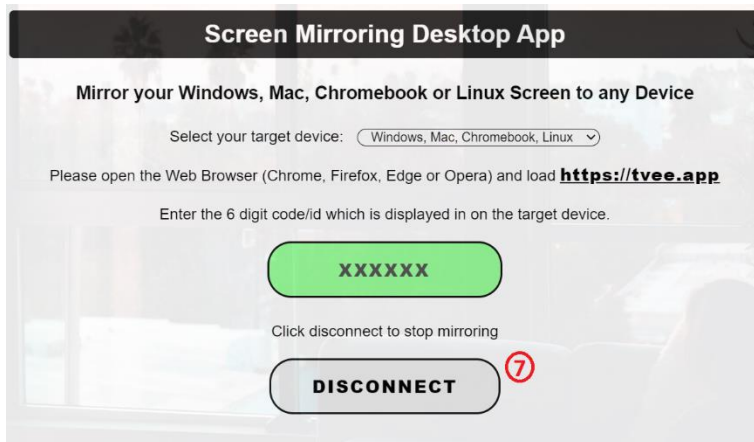 Screen Mirroring Desktop App
Mirror your Windows, Mac, Chromebook or Linux Screen to any Device
Select your target device: Windows, Mac, Chromebook, Linux
Please open the Web Browser (Chrome, Firefox, Edge or Opera) and load https://tvee.app
Enter the 6 digit code/id which is displayed in on the target device.
XXXXXX
Click disconnect to stop mirroring
7
DISCONNECT